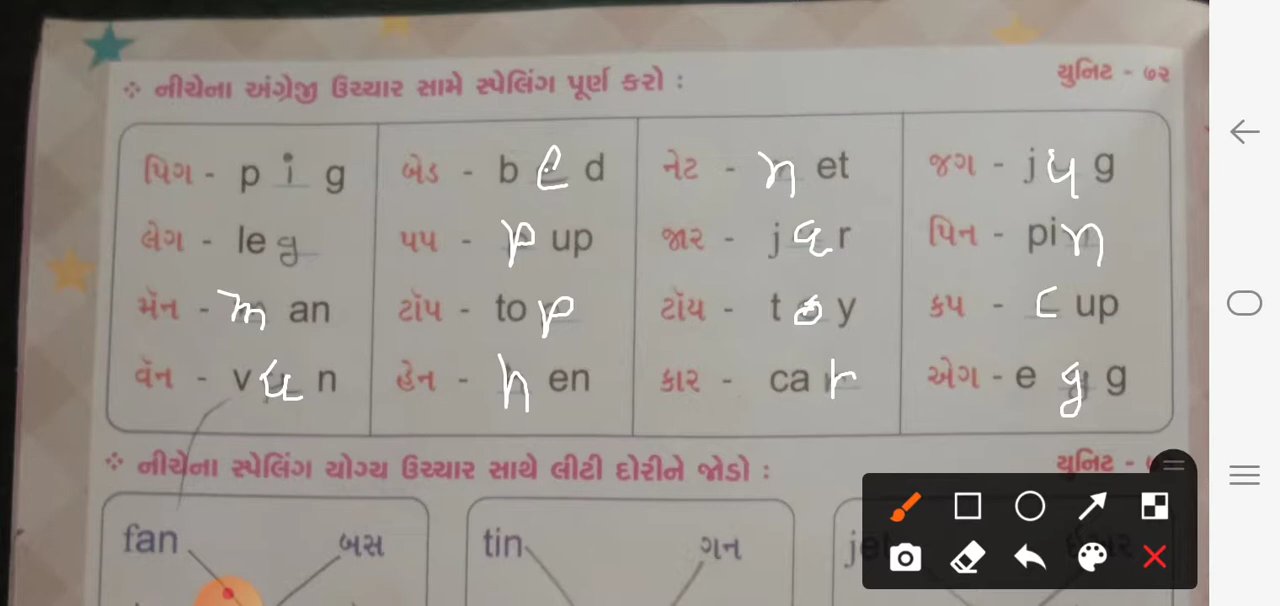 ❖ નીચેના અંગ્રેજી ઉચ્ચાર સામે સ્પેલિંગ પૂર્ણ કરો : યુનિટ - ૭૨
પિગ - p i g બેડ - b e d નેટ - n et જગ - j u g
લેગ - le g પપ - p up જાર - j a r પિન - pi n
મૅન - m an ટૉપ - to p ટૉય - t o y કપ - c up
વૅન - v a n હેન - h en કાર - ca r એગ - e g g
❖ નીચેના સ્પેલિંગ યોગ્ય ઉચ્ચાર સાથે લીટી દોરીને જોડો : યુનિટ -
fan બસ tin ગન